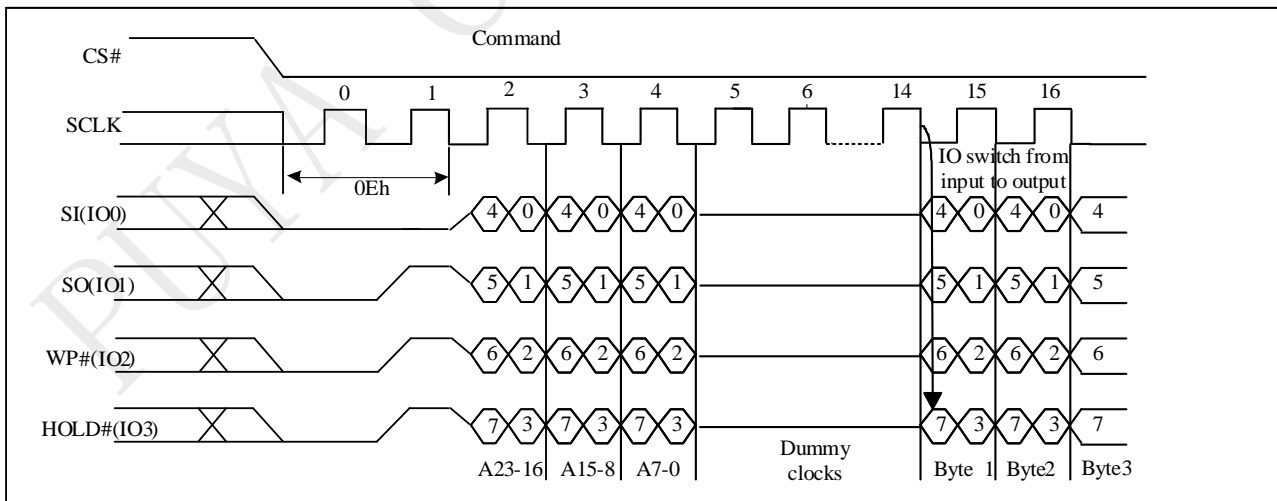 PUYA
Command
CS#
0 1 2 3 4 5 6 14 15 16
SCLK
IO switch from
input to output
0Eh
SI(IO0) 4 0 4 0 4 0 4 0 4 0 4
SO(IO1) 5 1 5 1 5 1 5 1 5 1 5
WP#(IO2) 6 2 6 2 6 2 6 2 6 2 6
HOLD#(IO3) 7 3 7 3 7 3 7 3 7 3 7
Dummy
clocks
A23-16 A15-8 A7-0 Byte 1 Byte2 Byte3